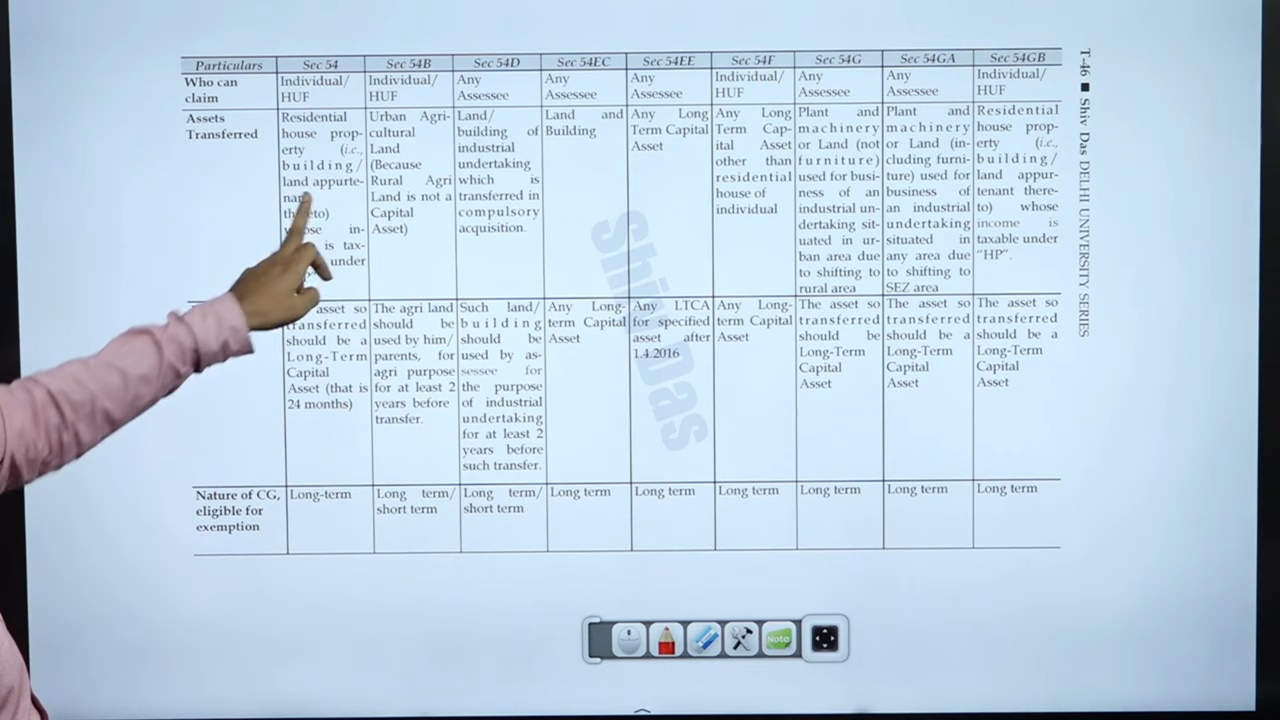 Particulars Sec 54 Sec 54B Sec 54D Sec 54EC Sec 54EE Sec 54F Sec 54G Sec 54GA Sec 54GB
Who can claim
Individual/
HUF
Individual/
HUF
Any
Assessee
Any
Assessee
Any
Assessee
Individual/
HUF
Any
Assessee
Any
Assessee
Individual/
HUF
Assets
Transferred
Residential
house prop-
erty (i.e.,
building/
land appurte-
in-
is tax-
under
Urban Agri-
cultural
Land
(Because
Rural Agri
Land is not a
Capital
Asset)
Land/
building of
industrial
undertaking
which is
transferred in
compulsory
acquisition.
Land and
Building
Any Long
Term Capital
Asset
Any Long
Term Cap-
ital Asset
other than
residential
house of
individual
Plant and
machinery
or Land (not
furniture)
used for busi-
ness of an
industrial un-
dertaking sit-
uated in ur-
ban area due
to shifting to
rural area
Plant and
machinery
or Land (in-
cluding furni-
ture) used for
business of
an industrial
undertaking
situated in
any area due
to shifting to
SEZ area
Residential
house prop-
erty (i.e.,
building/
land appur-
tenant there-
to) whose
income is
taxable under
"HP".
asset so
transferred
should be a
Long-Term
Capital
Asset (that is
24 months)
The agri land
should be
used by him/
parents, for
agri purpose
for at least 2
years before
transfer.
Such land/
building
should be
used by as-
sessee for
the purpose
of industrial
undertaking
for at least 2
years before
such transfer.
Any Long-
term Capital
Asset
Any LTCA
for specified
asset after
1.4.2016
Any Long-
term Capital
Asset
The asset so
transferred
should be
Long-Term
Capital
Asset
The asset so
transferred
should be a
Long-Term
Capital
Asset
The asset so
transferred
should be a
Long-Term
Capital
Asset
Nature of CG,
eligible for
exemption
Long-term
Long term/
short term
Long term/
short term
Long term
Long term
Long term
Long term
Long term
Long term
T-46 ■ Shiv Das DELHI UNIVERSITY SERIES
Shiv Das
Note